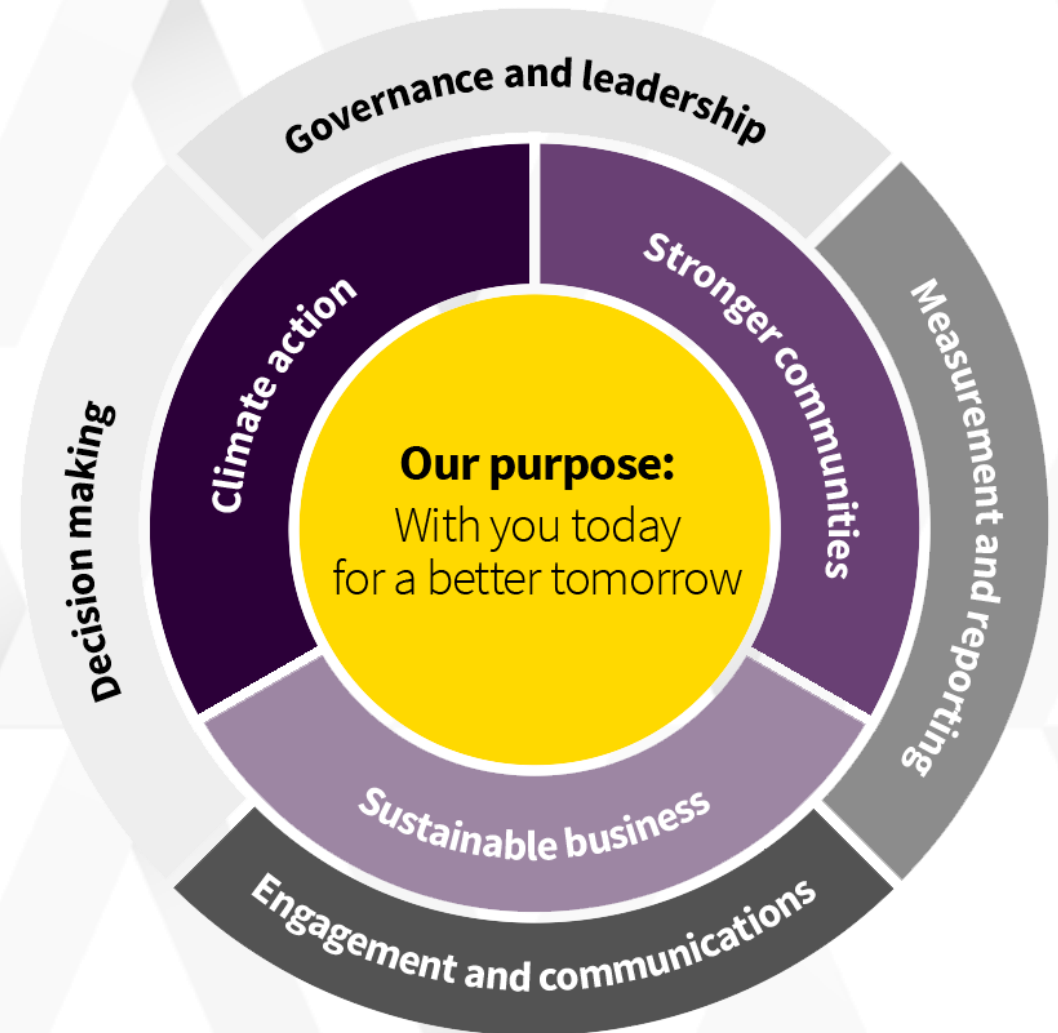 Governance and leadership
Climate action
Stronger communities
Measurement and reporting
Decision making
Our purpose:
With you today
for a better tomorrow
Sustainable business
Engagement and communications